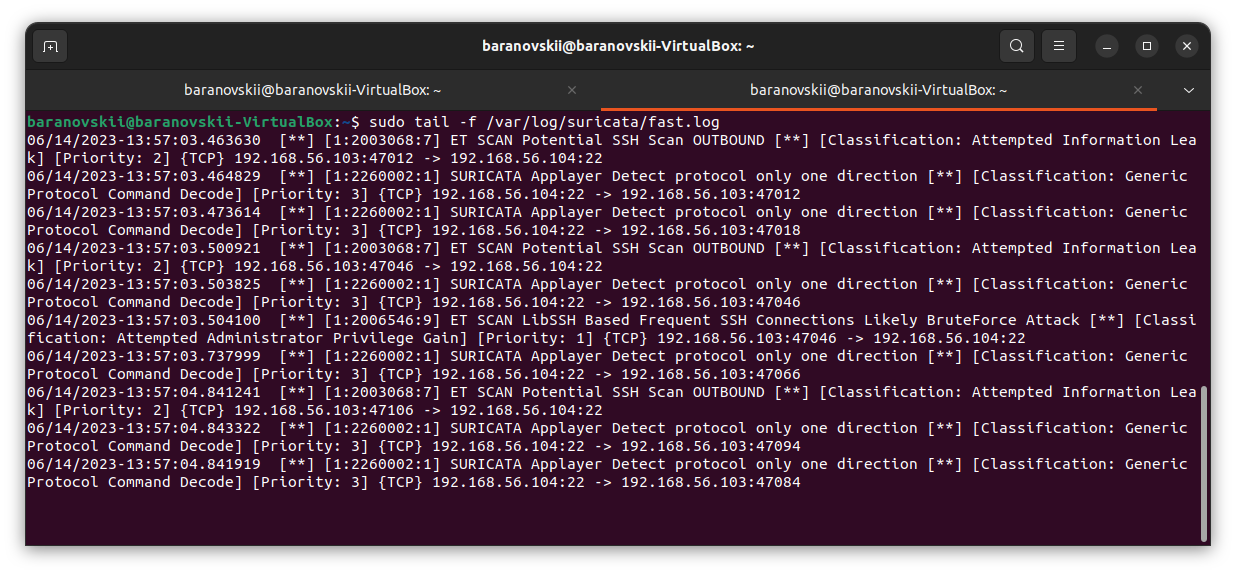 baranovskii@baranovskii-VirtualBox: ~
baranovskii@baranovskii-VirtualBox: ~
baranovskii@baranovskii-VirtualBox: ~
baranovskii@baranovskii-VirtualBox:~$ sudo tail -f /var/log/suricata/fast.log
06/14/2023-13:57:03.463630  [**] [1:2003068:7] ET SCAN Potential SSH Scan OUTBOUND [**] [Classification: Attempted Information Lea
k] [Priority: 2] {TCP} 192.168.56.103:47012 -> 192.168.56.104:22
06/14/2023-13:57:03.464829  [**] [1:2260002:1] SURICATA Applayer Detect protocol only one direction [**] [Classification: Generic
Protocol Command Decode] [Priority: 3] {TCP} 192.168.56.104:22 -> 192.168.56.103:47012
06/14/2023-13:57:03.473614  [**] [1:2260002:1] SURICATA Applayer Detect protocol only one direction [**] [Classification: Generic
Protocol Command Decode] [Priority: 3] {TCP} 192.168.56.104:22 -> 192.168.56.103:47018
06/14/2023-13:57:03.500921  [**] [1:2003068:7] ET SCAN Potential SSH Scan OUTBOUND [**] [Classification: Attempted Information Lea
k] [Priority: 2] {TCP} 192.168.56.103:47046 -> 192.168.56.104:22
06/14/2023-13:57:03.503825  [**] [1:2260002:1] SURICATA Applayer Detect protocol only one direction [**] [Classification: Generic
Protocol Command Decode] [Priority: 3] {TCP} 192.168.56.104:22 -> 192.168.56.103:47046
06/14/2023-13:57:03.504100  [**] [1:2006546:9] ET SCAN LibSSH Based Frequent SSH Connections Likely BruteForce Attack [**] [Classi
fication: Attempted Administrator Privilege Gain] [Priority: 1] {TCP} 192.168.56.103:47046 -> 192.168.56.104:22
06/14/2023-13:57:03.737999  [**] [1:2260002:1] SURICATA Applayer Detect protocol only one direction [**] [Classification: Generic
Protocol Command Decode] [Priority: 3] {TCP} 192.168.56.104:22 -> 192.168.56.103:47066
06/14/2023-13:57:04.841241  [**] [1:2003068:7] ET SCAN Potential SSH Scan OUTBOUND [**] [Classification: Attempted Information Lea
k] [Priority: 2] {TCP} 192.168.56.103:47106 -> 192.168.56.104:22
06/14/2023-13:57:04.843322  [**] [1:2260002:1] SURICATA Applayer Detect protocol only one direction [**] [Classification: Generic
Protocol Command Decode] [Priority: 3] {TCP} 192.168.56.104:22 -> 192.168.56.103:47094
06/14/2023-13:57:04.841919  [**] [1:2260002:1] SURICATA Applayer Detect protocol only one direction [**] [Classification: Generic
Protocol Command Decode] [Priority: 3] {TCP} 192.168.56.104:22 -> 192.168.56.103:47084